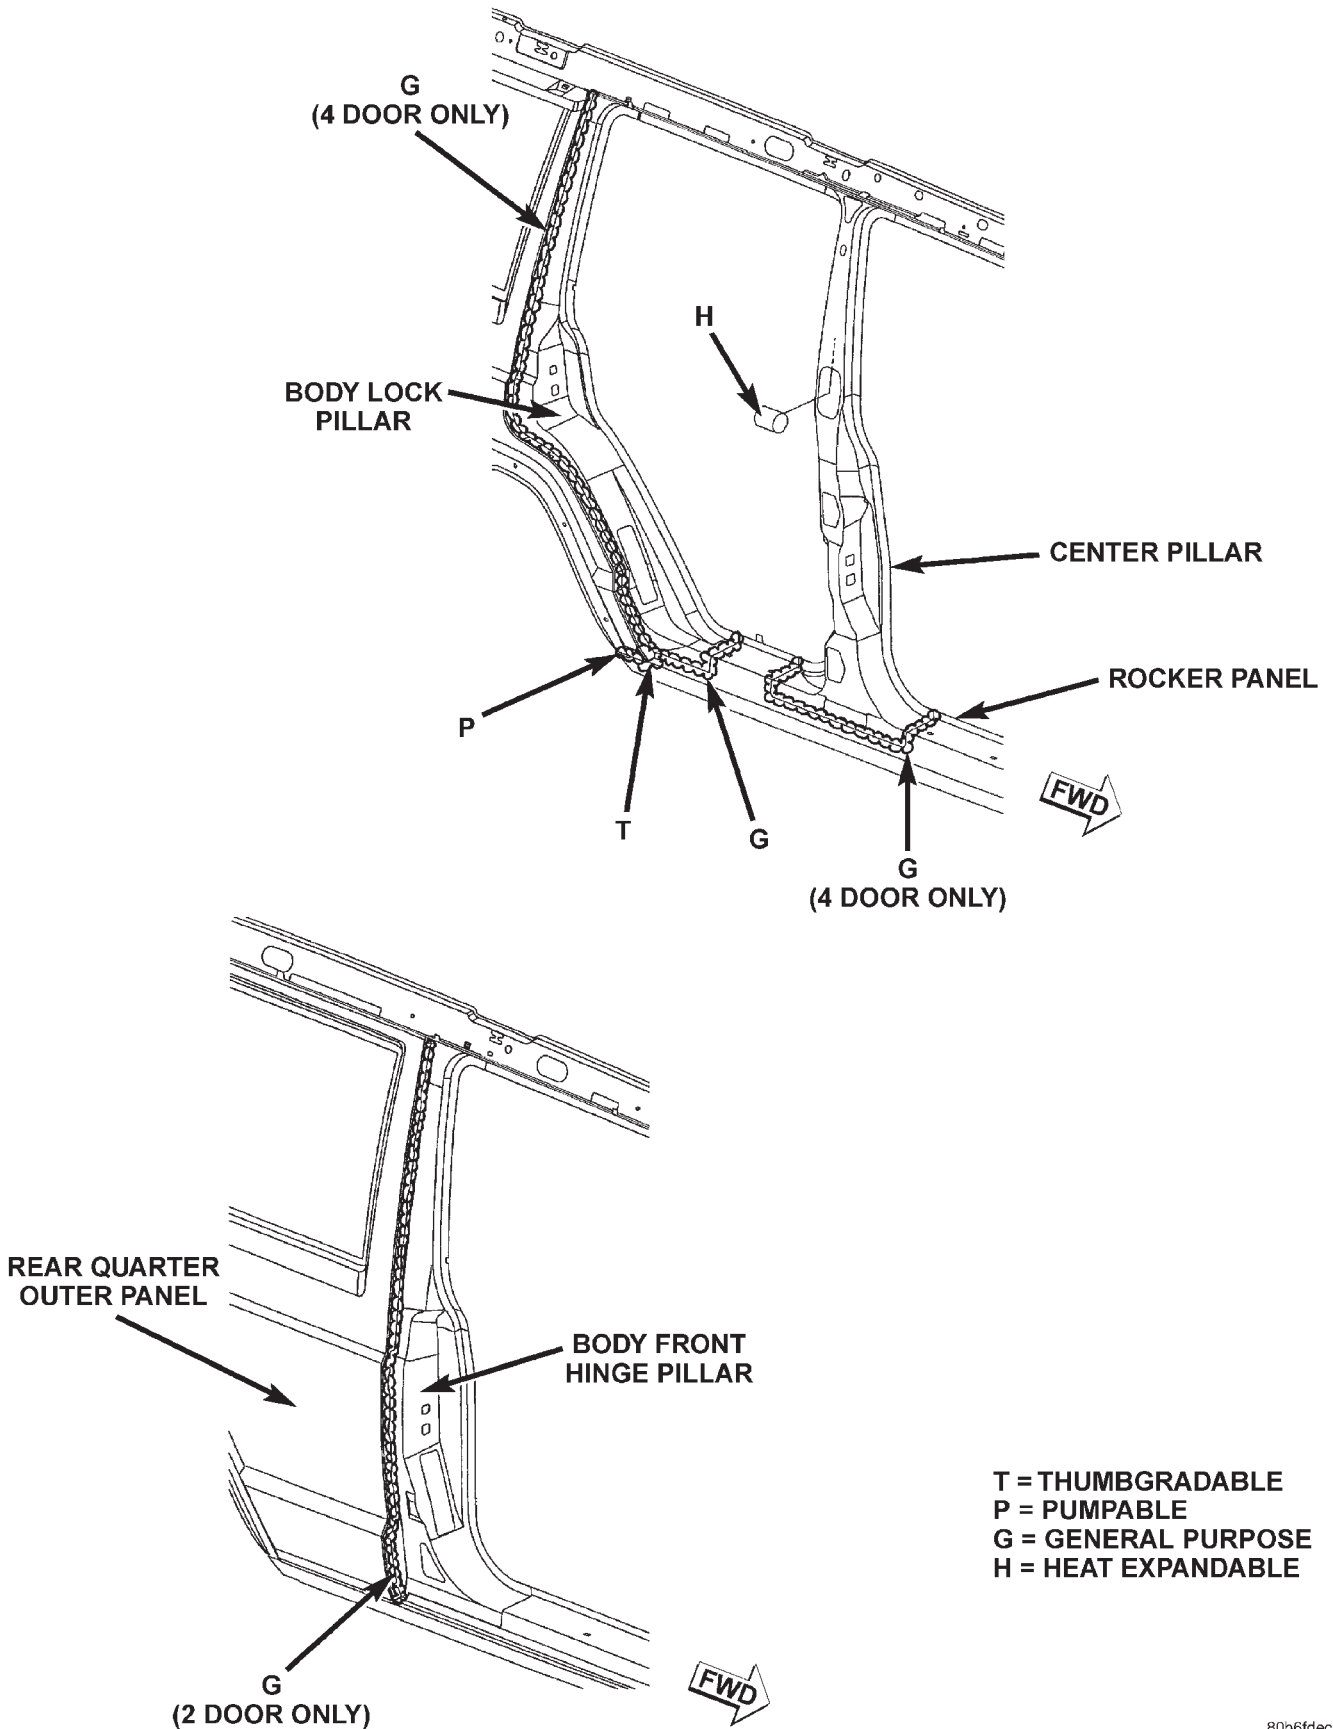 G
(4 DOOR ONLY)
H
BODY LOCK
PILLAR
CENTER PILLAR
ROCKER PANEL
P
T
G
FWD
G
(4 DOOR ONLY)
REAR QUARTER
OUTER PANEL
BODY FRONT
HINGE PILLAR
T = THUMBGRADABLE
P = PUMPABLE
G = GENERAL PURPOSE
H = HEAT EXPANDABLE
G
(2 DOOR ONLY)
FWD
80b6fdec